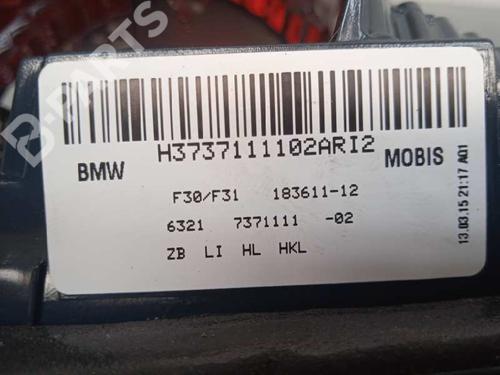 B-PARTS
H3737111102ARI2
BMW
MOBIS
F30/F31 183611-12
6321 7371111 -02
ZB LI HL HKL
13.03.15 21:17 A01